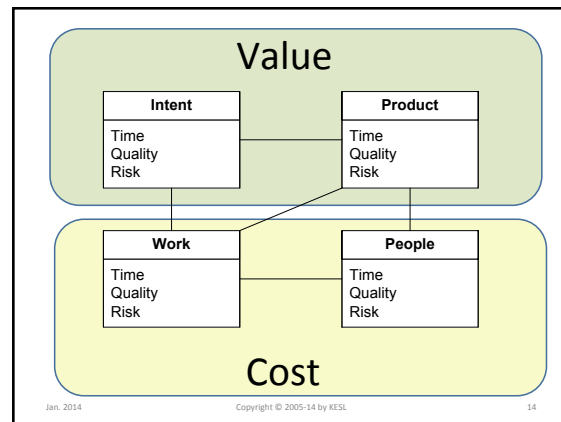 Value
Intent
Time
Quality
Risk
Product
Time
Quality
Risk
Work
Time
Quality
Risk
People
Time
Quality
Risk
Cost
Jan. 2014
Copyright © 2005-14 by KESL
14